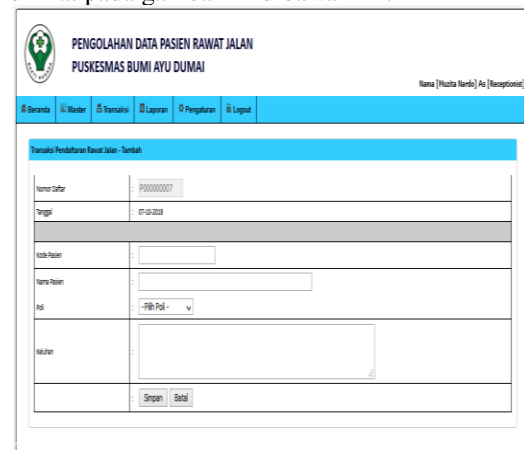 PENGOLAHAN DATA PASIEN RAWAT JALAN
PUSKESMAS BUMI AYU DUMAI
Nama [Muzita Nardo] As [Receptionist]
Beranda Master Transaksi Laporan Pengaturan Logout
Transaksi Pendaftaran Rawat Jalan - Tambah
Nomor Daftar : P000000007
Tanggal : 07-10-2018
Kode Pasien :
Nama Pasien :
Poli : - Pilih Poli -
Keluhan :
: Simpan Batal